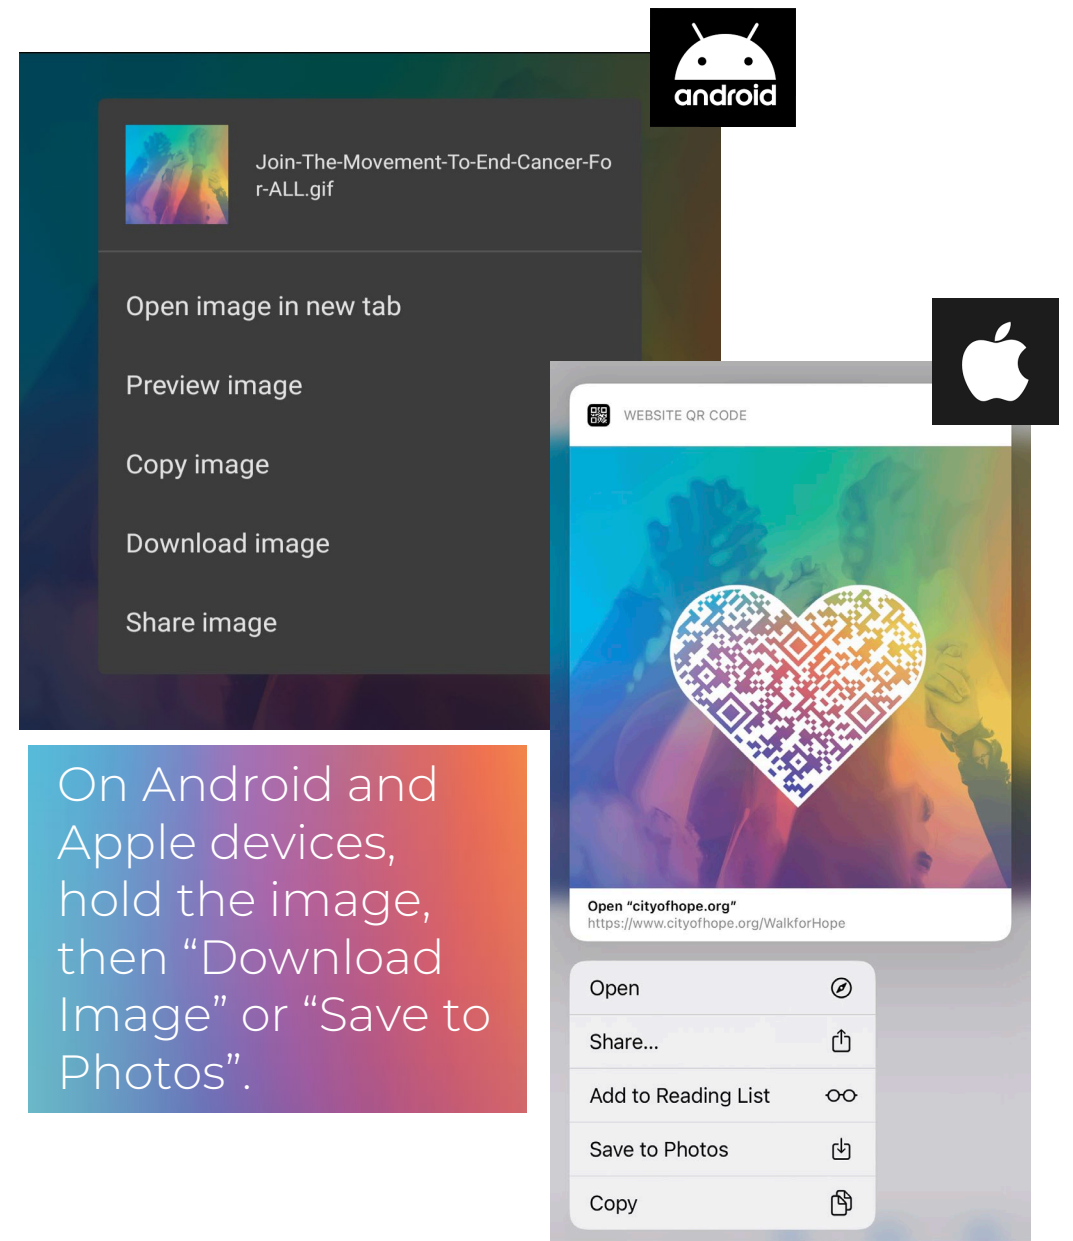 android
Join-The-Movement-To-End-Cancer-Fo
r-ALL.gif
Open image in new tab
Preview image
Copy image
Download image
Share image
WEBSITE QR CODE
Open “cityofhope.org”
https://www.cityofhope.org/WalkforHope
Open
Share...
Add to Reading List
Save to Photos
Copy
On Android and
Apple devices,
hold the image,
then “Download
Image” or “Save to
Photos”.